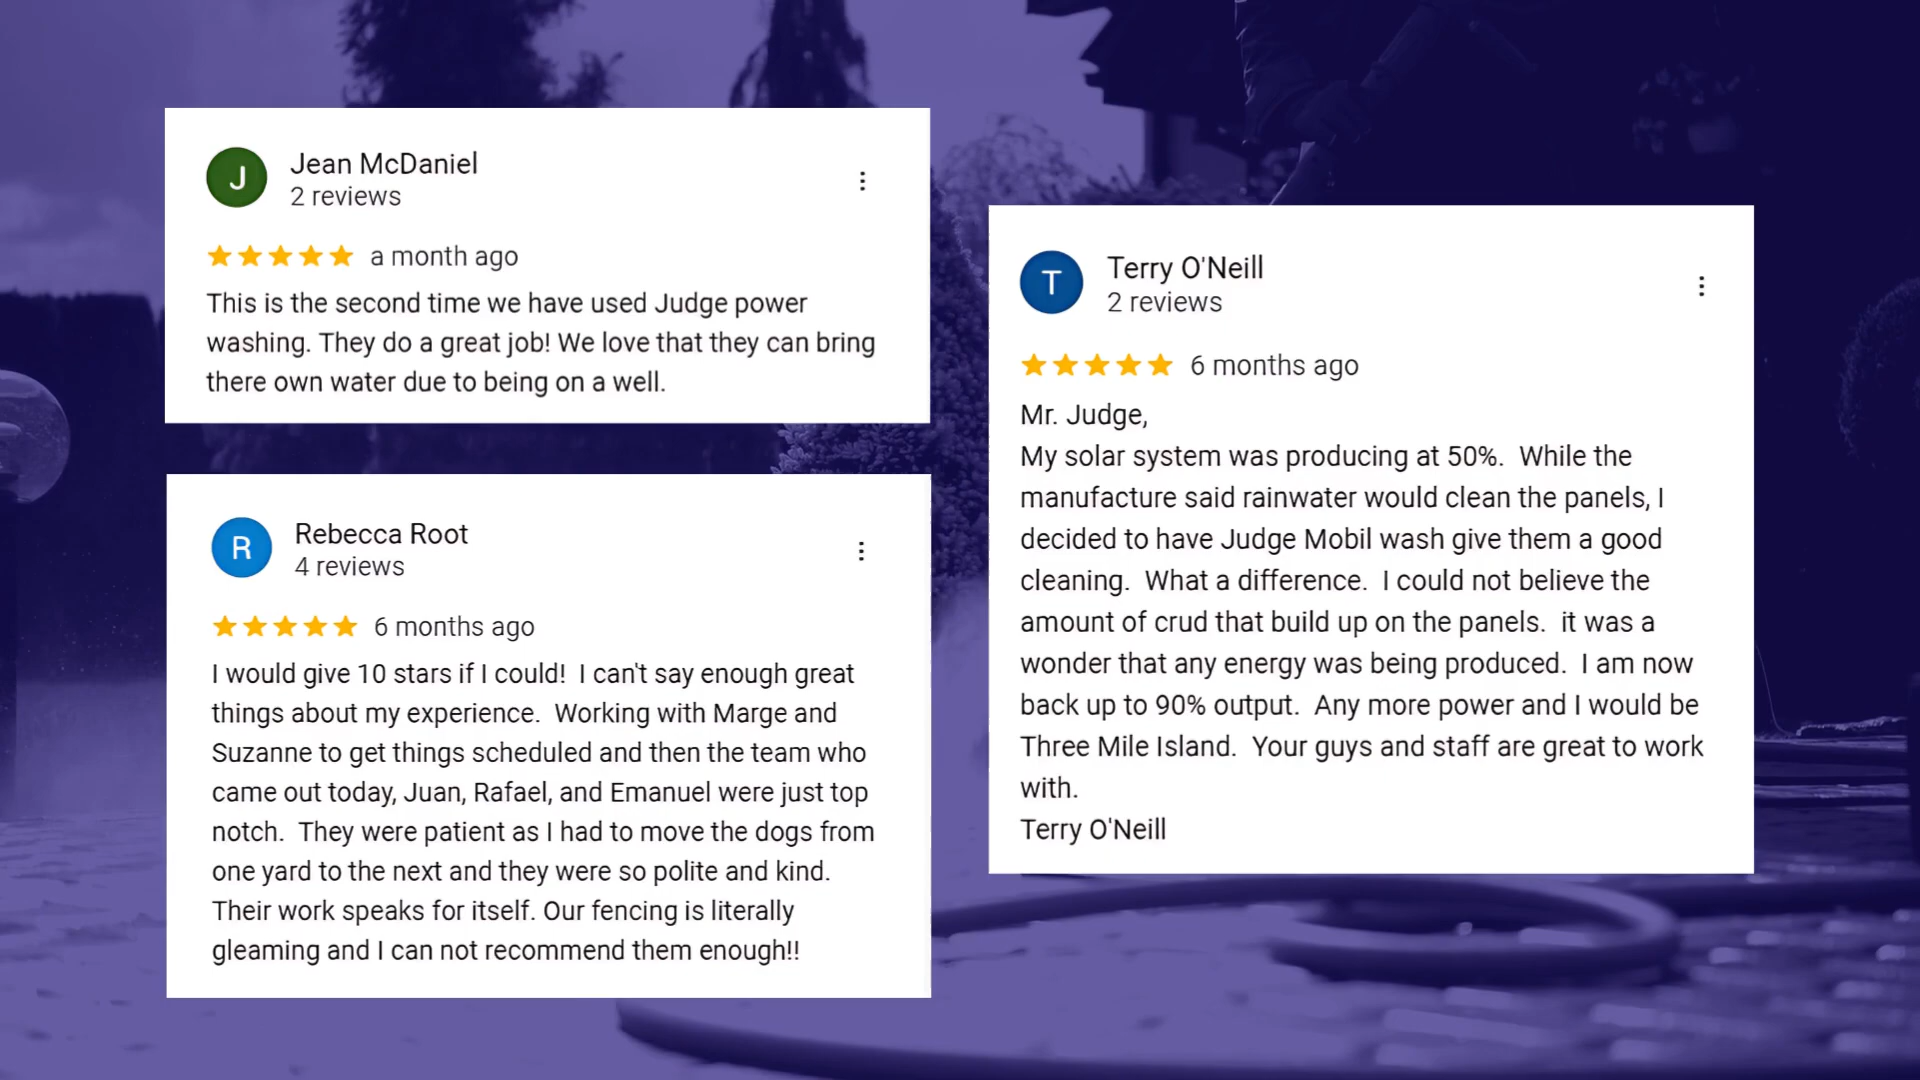 J
Jean McDaniel
2 reviews
a month ago
This is the second time we have used Judge power
washing. They do a great job! We love that they can bring
there own water due to being on a well.
R
Rebecca Root
4 reviews
6 months ago
I would give 10 stars if I could!  I can't say enough great
things about my experience.  Working with Marge and
Suzanne to get things scheduled and then the team who
came out today, Juan, Rafael, and Emanuel were just top
notch.  They were patient as I had to move the dogs from
one yard to the next and they were so polite and kind.
Their work speaks for itself. Our fencing is literally
gleaming and I can not recommend them enough!!
T
Terry O'Neill
2 reviews
6 months ago
Mr. Judge,
My solar system was producing at 50%.  While the
manufacture said rainwater would clean the panels, I
decided to have Judge Mobil wash give them a good
cleaning.  What a difference.  I could not believe the
amount of crud that build up on the panels.  it was a
wonder that any energy was being produced.  I am now
back up to 90% output.  Any more power and I would be
Three Mile Island.  Your guys and staff are great to work
with.
Terry O'Neill